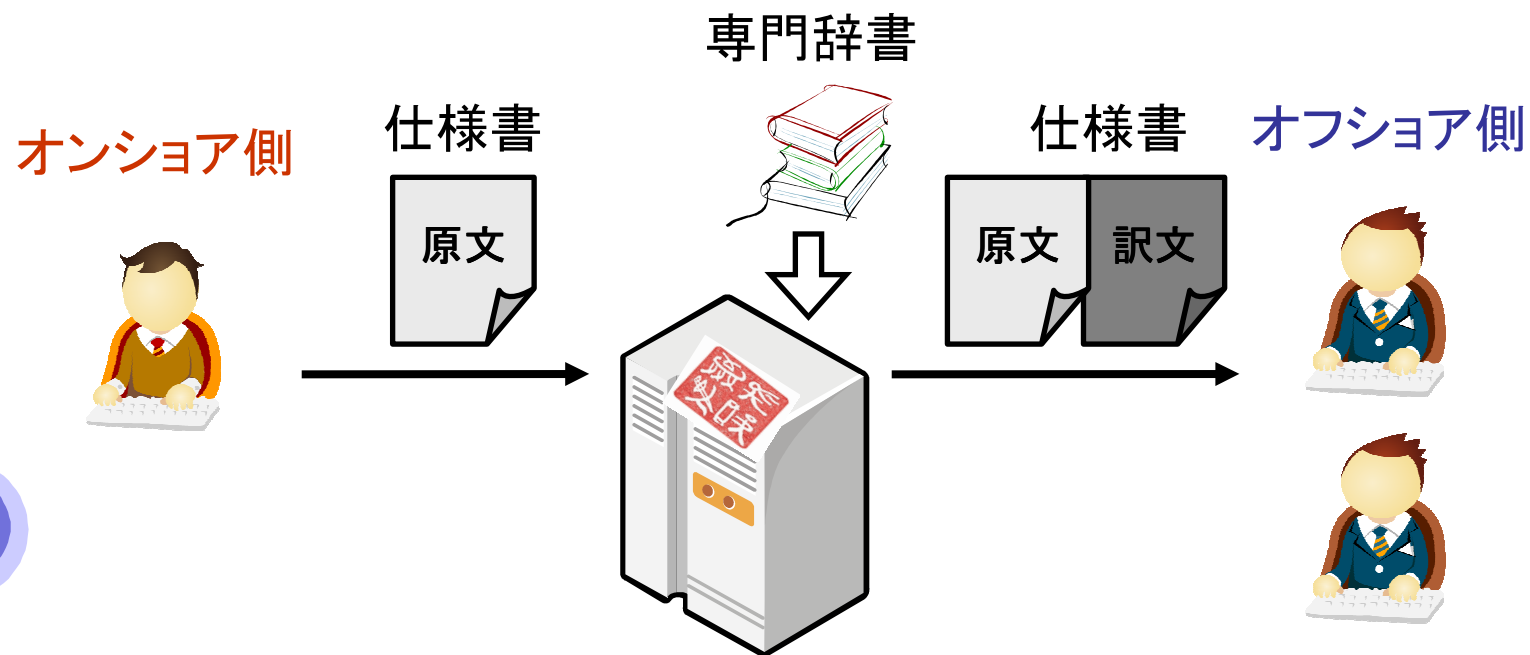 専門辞書
オンショア側
仕様書
仕様書
オフショア側
原文
原文
訳文